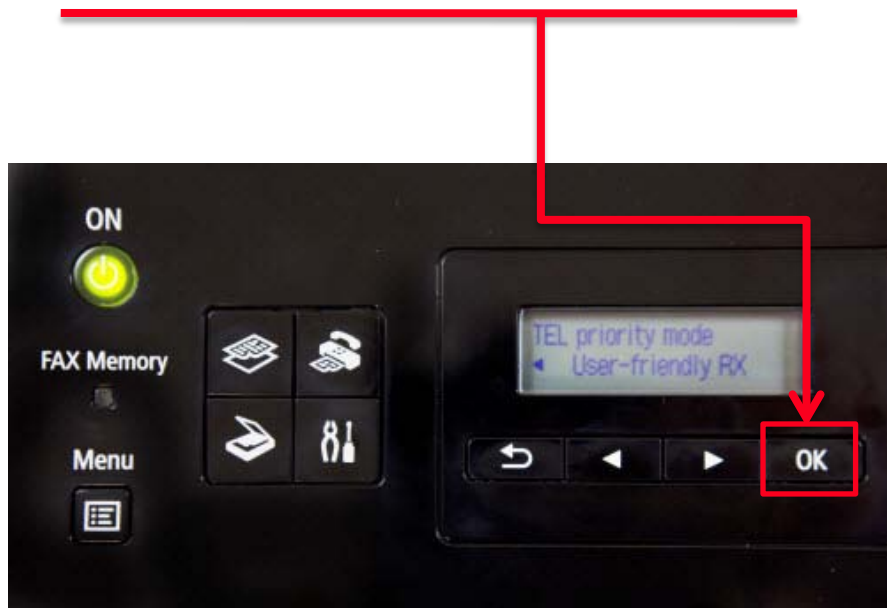 ON
FAX Memory
Menu
TEL priority mode
User-friendly RX
OK